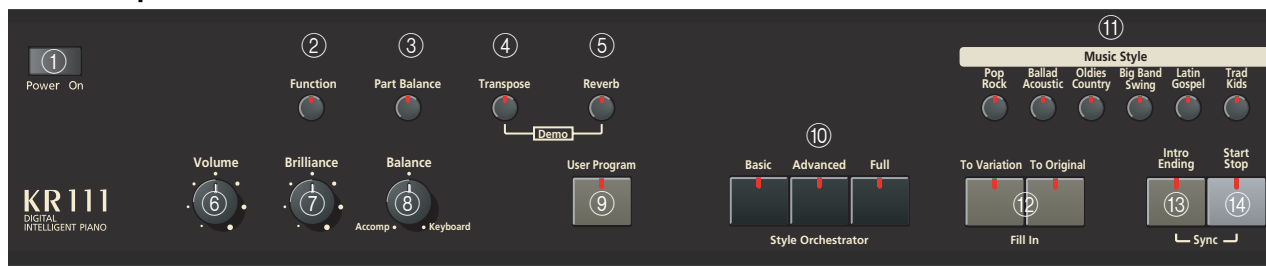 ① 
Power On
② ③ ④ ⑤
Function Part Balance Transpose Reverb
Demo
⑪
Music Style
Pop Rock
Ballad Acoustic
Oldies Country
Big Band Swing
Latin Gospel
Trad Kids
Volume Brilliance Balance
⑥ ⑦ ⑧
Accomp Keyboard
KR111
DIGITAL
INTELLIGENT PIANO
User Program
⑨
⑩
Basic Advanced Full
Style Orchestrator
To Variation To Original
⑫
Fill In
Intro Ending
Start Stop
⑬ ⑭
Sync